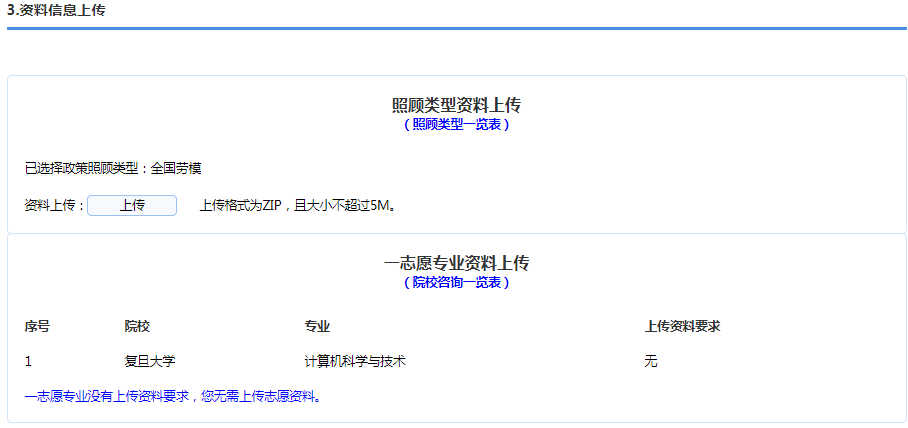 3.资料信息上传
照顾类型资料上传
（照顾类型一览表）
已选择政策照顾类型：全国劳模
资料上传： 上传 上传格式为ZIP，且大小不超过5M。
一志愿专业资料上传
（院校咨询一览表）
序号 院校 专业 上传资料要求
1 复旦大学 计算机科学与技术 无
一志愿专业没有上传资料要求，您无需上传志愿资料。